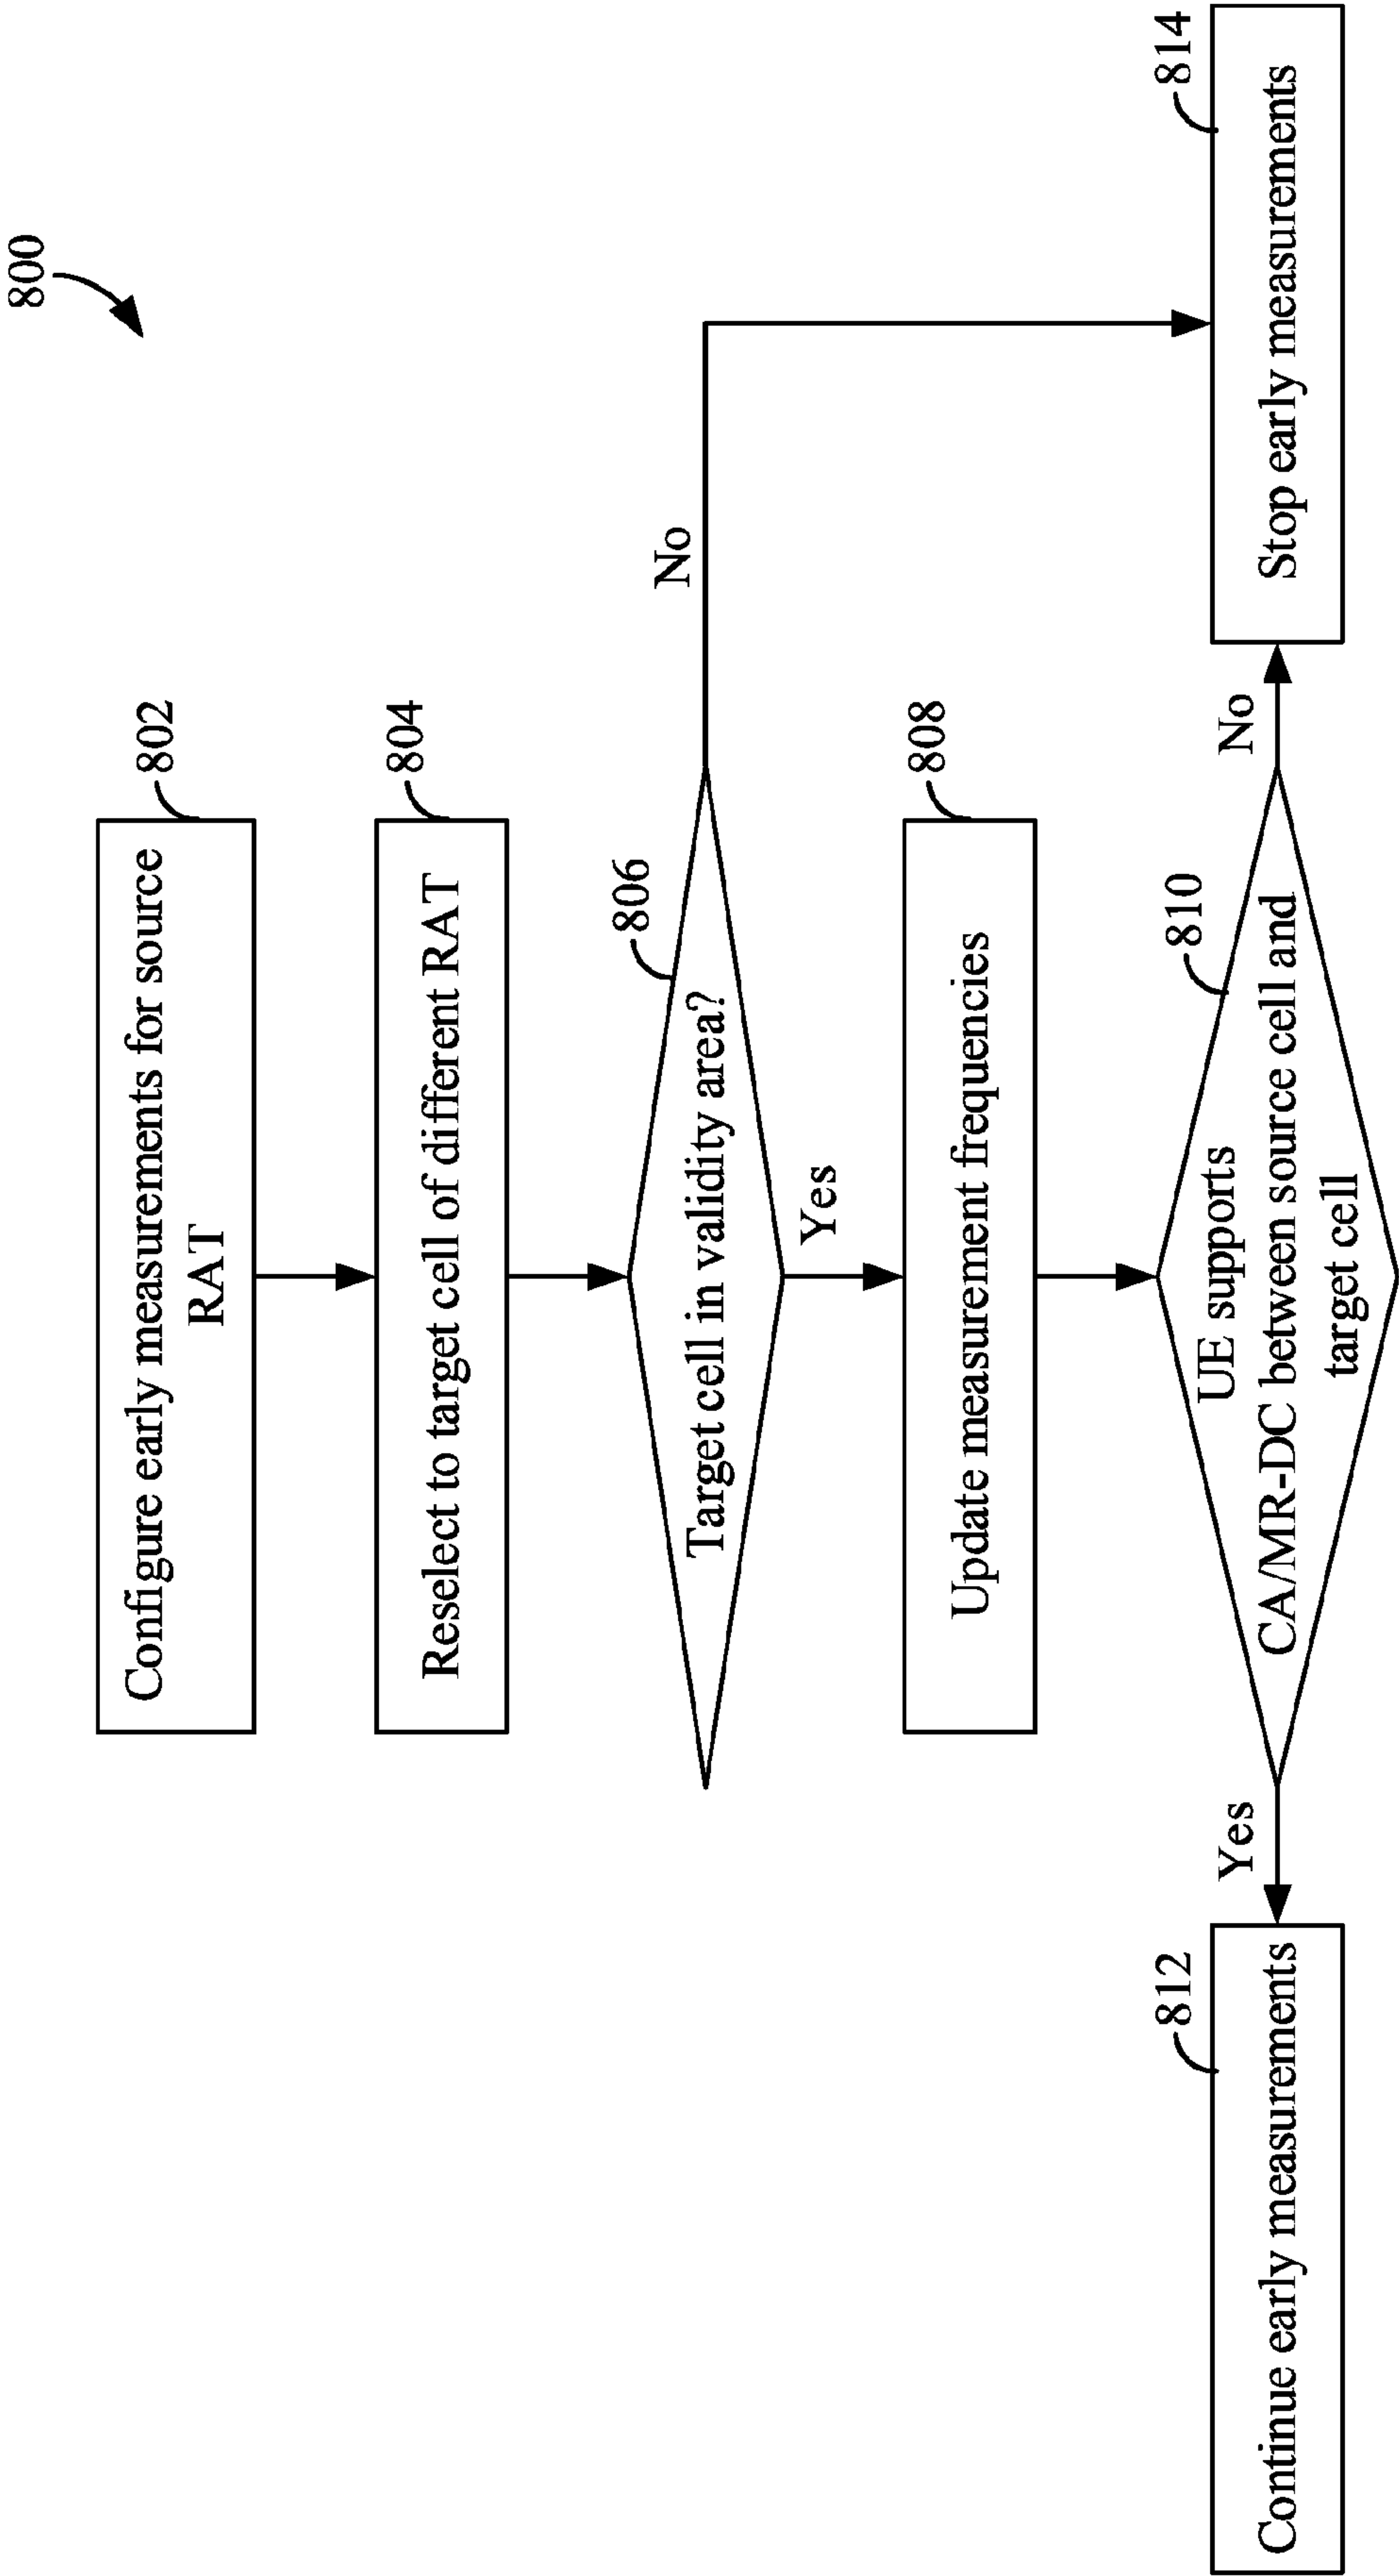 800
802
Configure early measurements for source
RAT
804
Reselect to target cell of different RAT
806
Target cell in validity area?
No
Yes
808
Update measurement frequencies
810
UE supports
CA/MR-DC between source cell and
target cell
Yes
No
812
Continue early measurements
814
Stop early measurements